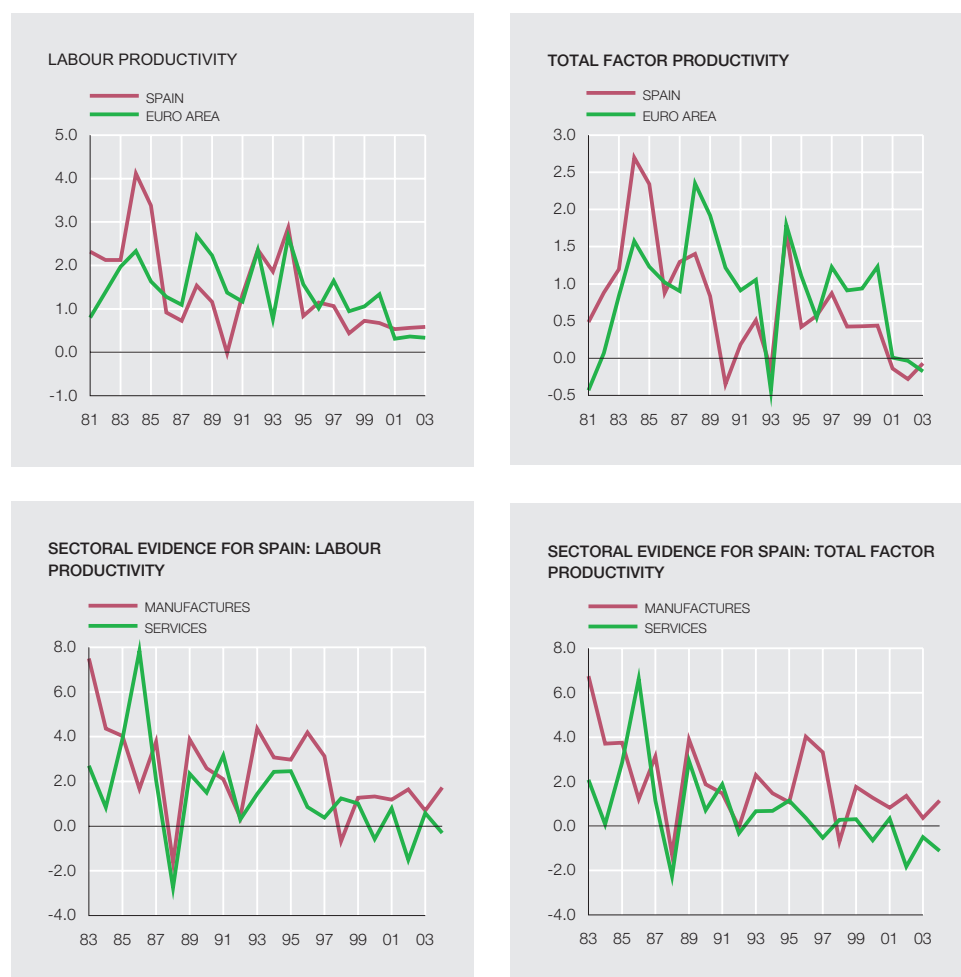 LABOUR PRODUCTIVITY
SPAIN
EURO AREA
5.0
4.0
3.0
2.0
1.0
0.0
-1.0
81 83 85 87 89 91 93 95 97 99 01 03
TOTAL FACTOR PRODUCTIVITY
SPAIN
EURO AREA
3.0
2.5
2.0
1.5
1.0
0.5
0.0
-0.5
81 83 85 87 89 91 93 95 97 99 01 03
SECTORAL EVIDENCE FOR SPAIN: LABOUR
PRODUCTIVITY
MANUFACTURES
SERVICES
8.0
6.0
4.0
2.0
0.0
-2.0
-4.0
83 85 87 89 91 93 95 97 99 01 03
SECTORAL EVIDENCE FOR SPAIN: TOTAL FACTOR
PRODUCTIVITY
MANUFACTURES
SERVICES
8.0
6.0
4.0
2.0
0.0
-2.0
-4.0
83 85 87 89 91 93 95 97 99 01 03